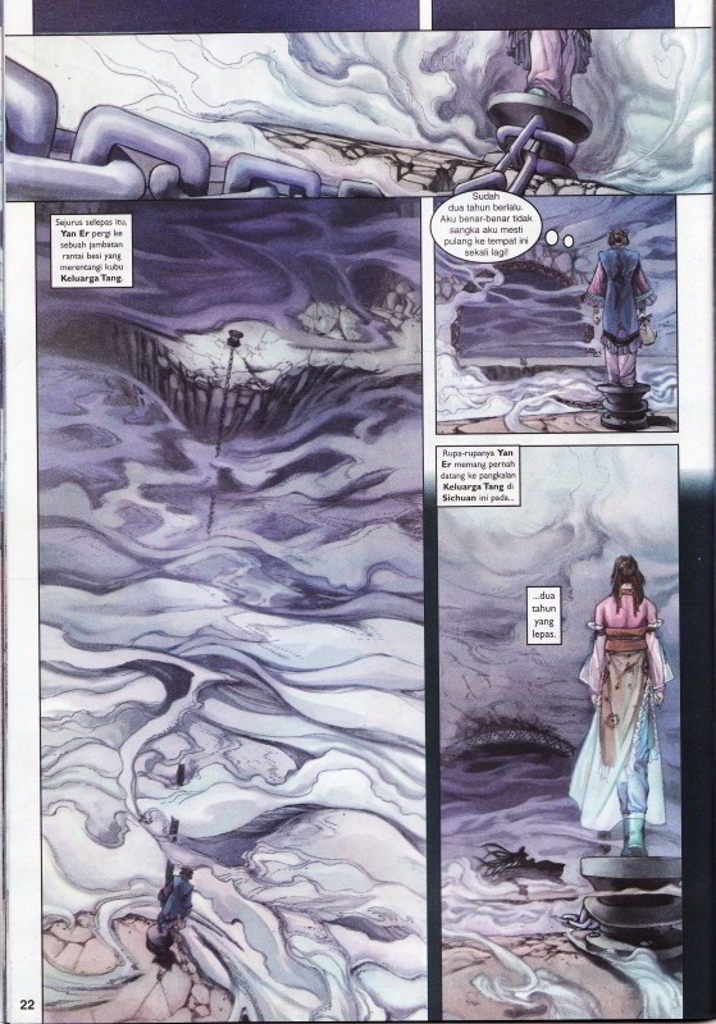 Sejurus selepas itu,
Yan Er pergi ke
sebuah jambatan
rantai besi yang
merentangi kubu
Keluarga Tang.
Sudah
dua tahun berlalu.
Aku benar-benar tidak
sangka aku mesti
pulang ke tempat ini
sekali lagi!
Rupa-rupanya Yan
Er memang pernah
datang ke pangkalan
Keluarga Tang di
Sichuan ini pada...
...dua
tahun
yang
lepas.
22